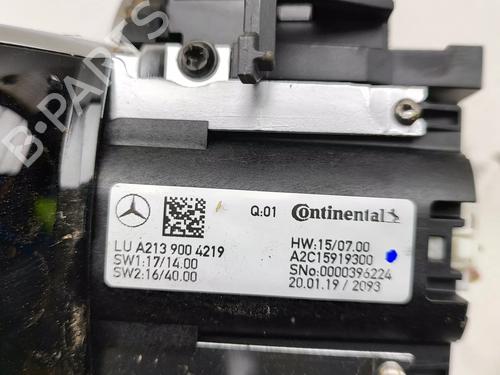 B-PARTS
Q:01 Continental
LU A213 900 4219
SW1:17/14.00
SW2:16/40.00
HW:15/07.00
A2C15919300
SNo:0000396224
20.01.19 / 2093